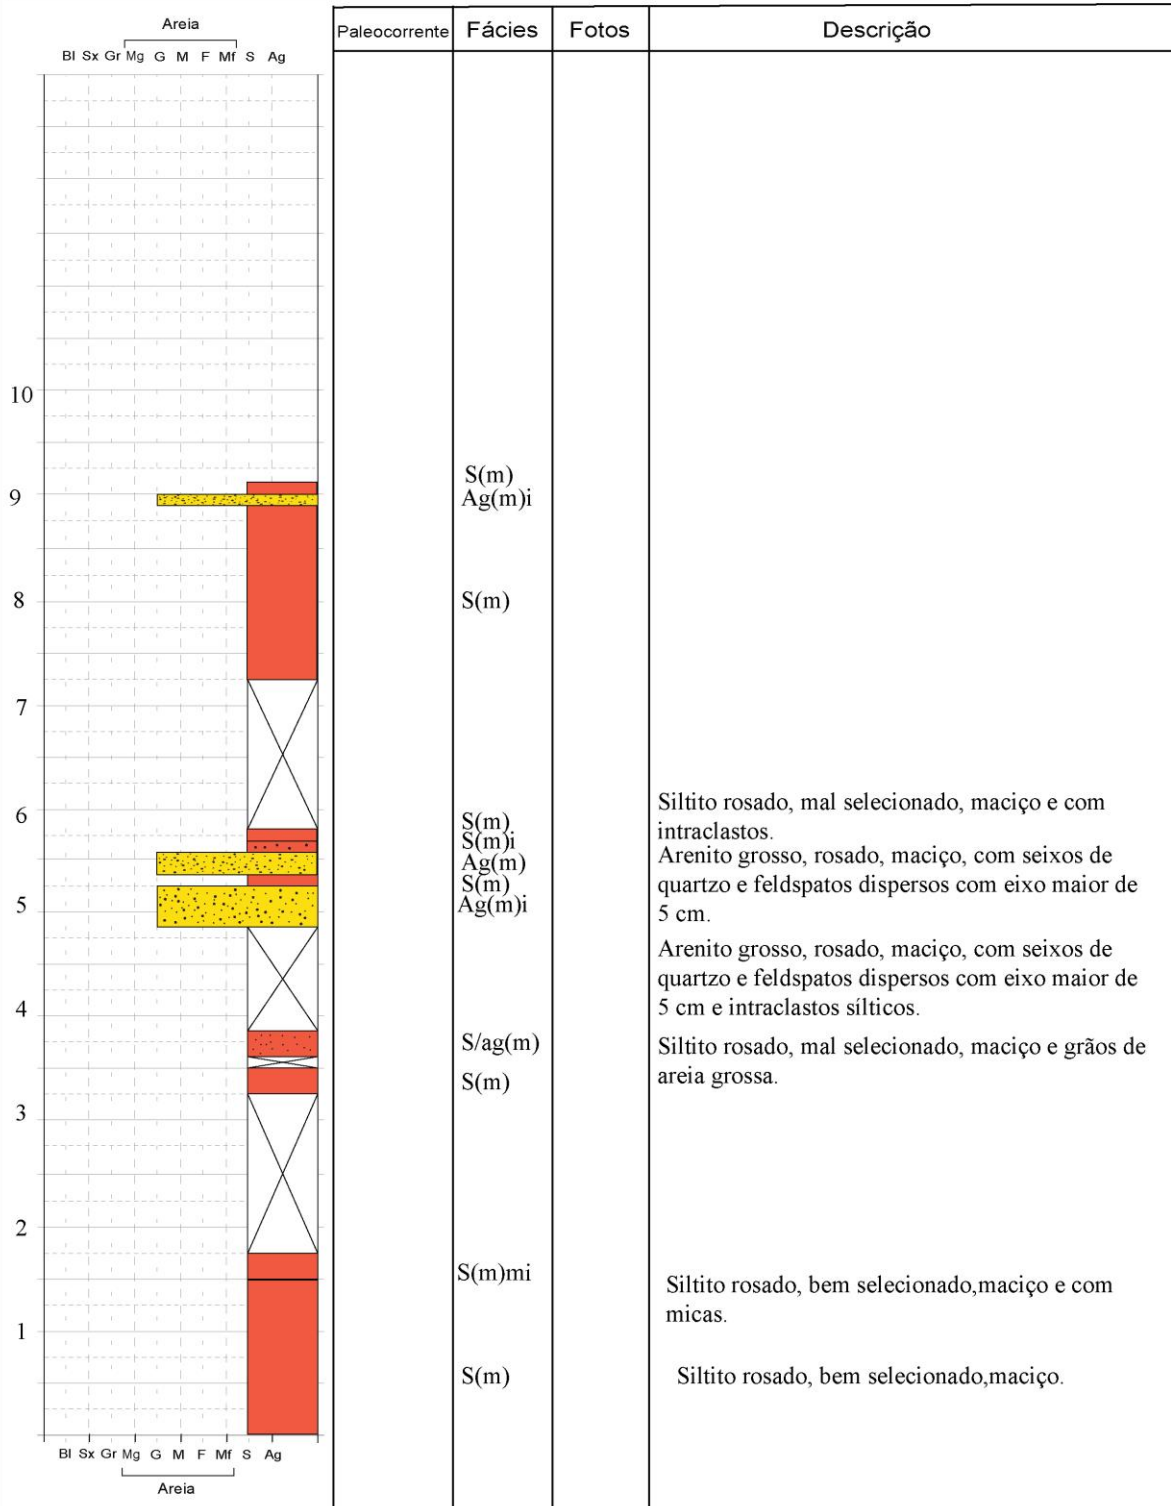 Areia
Bl Sx Gr Mg G M F Mf S Ag
Paleocorrente Fácies Fotos Descrição
10
S(m)
9 Ag(m)i
8 S(m)
7
6 Siltito rosado, mal selecionado, maciço e com
S(m) intraclastos.
S(m)i
Ag(m) Arenito grosso, rosado, maciço, com seixos de
S(m) quartzo e feldspatos dispersos com eixo maior de
5 Ag(m)i 5 cm.
Arenito grosso, rosado, maciço, com seixos de
quartzo e feldspatos dispersos com eixo maior de
4 5 cm e intraclastos sílticos.
S/ag(m) Siltito rosado, mal selecionado, maciço e grãos de
S(m) areia grossa.
3
2
S(m)mi Siltito rosado, bem selecionado,maciço e com
micas.
1
S(m) Siltito rosado, bem selecionado,maciço.
Bl Sx Gr Mg G M F Mf S Ag
Areia